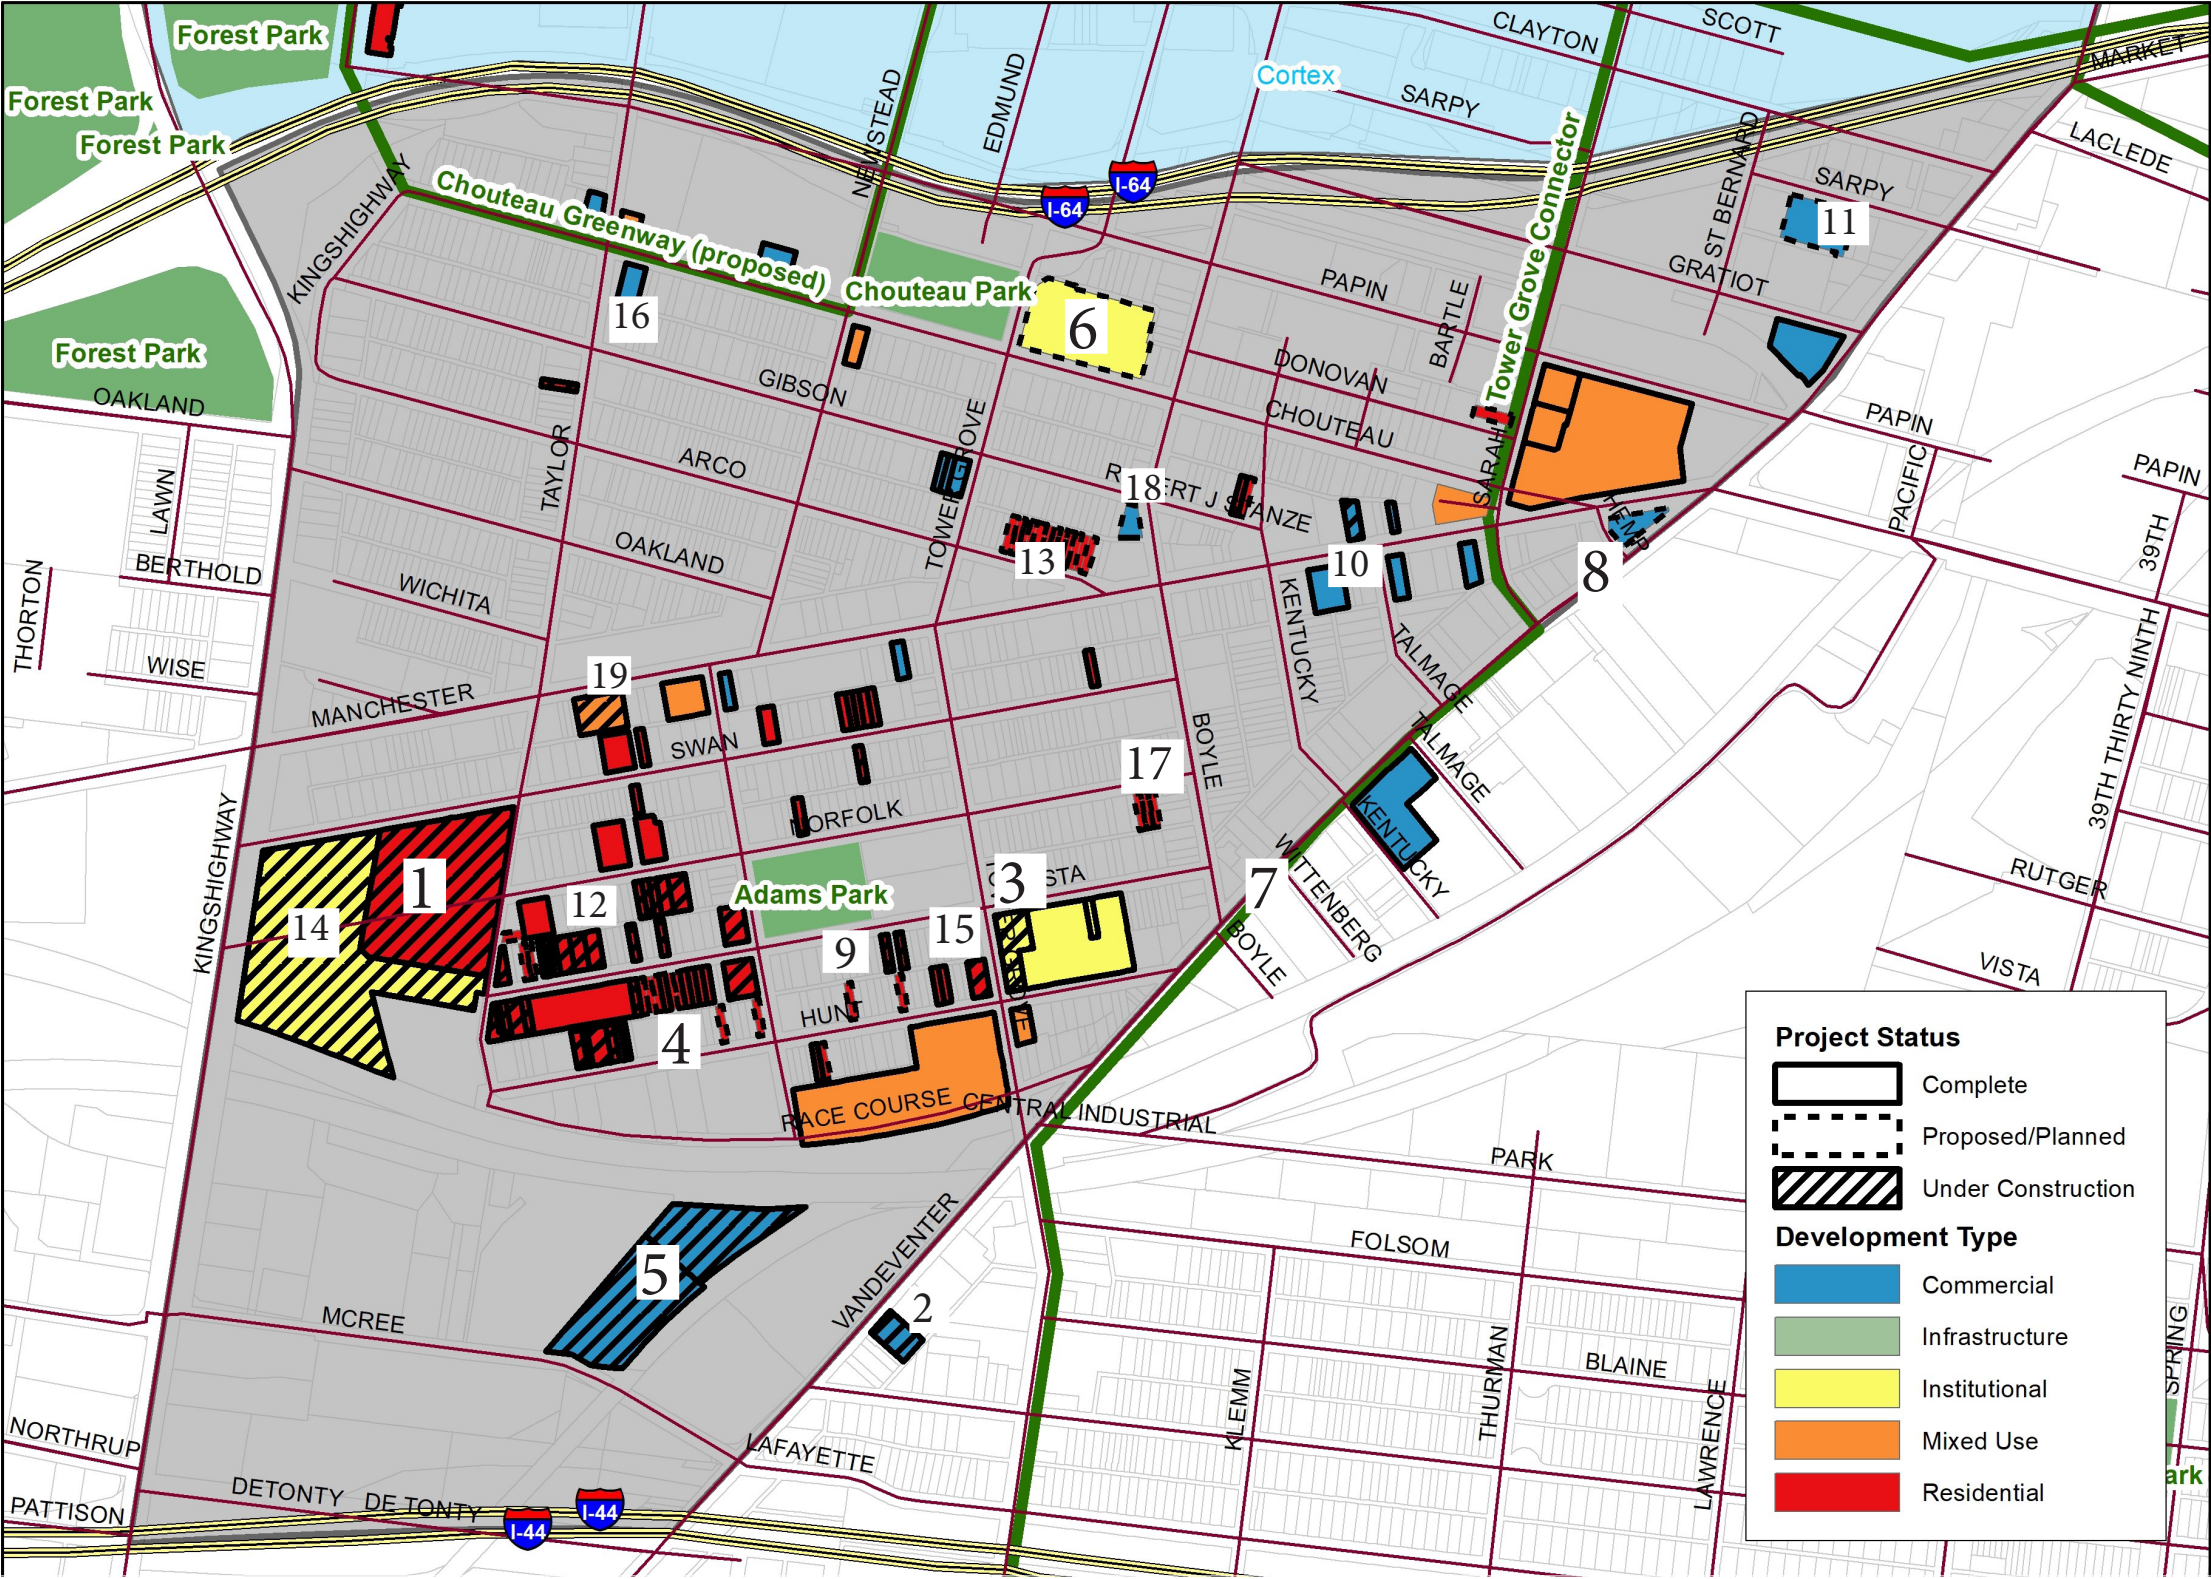 Forest Park
SCOTT
CLAYTON
MARKET
Cortex
NEWSTEAD
EDMUND
SARPY
Forest Park
Forest Park
ST BERNARD
LACLEDE
Tower Grove Connector
I-64
I-64
SARPY
KINGSHIGHWAY
Chouteau Greenway (proposed)
11
GRATIOT
Chouteau Park
PAPIN
BARTLE
16
6
Forest Park
DONOVAN
GIBSON
OAKLAND
CHOUTEAU
PAPIN
TAYLOR
ARCO
TOWER GROVE
SARAH
PACIFIC
PAPIN
LAWN
18
39TH
13
10
8
OAKLAND
BERTHOLD
WICHITA
THORTON
KENTUCKY
TALMAGE
WISE
19
MANCHESTER
SWAN
BOYLE
39TH THIRTY NINTH
17
TALMAGE
NORFOLK
KENTUCKY
KINGSHIGHWAY
1
3
7
WITTENBERG
RUTGER
Adams Park
12
14
9
15
BOYLE
VISTA
HUNT
4
RACE COURSE
CENTRAL INDUSTRIAL
PARK
VANDEVENTER
FOLSOM
5
2
MCREE
BLAINE
THURMAN
KLEMM
LAWRENCE
SPRING
NORTHRUP
LAFAYETTE
DETONTY
DE TONTY
PATTISON
I-44
I-44
Project Status
Complete
Proposed/Planned
Under Construction
Development Type
Commercial
Infrastructure
Institutional
Mixed Use
Residential
ark